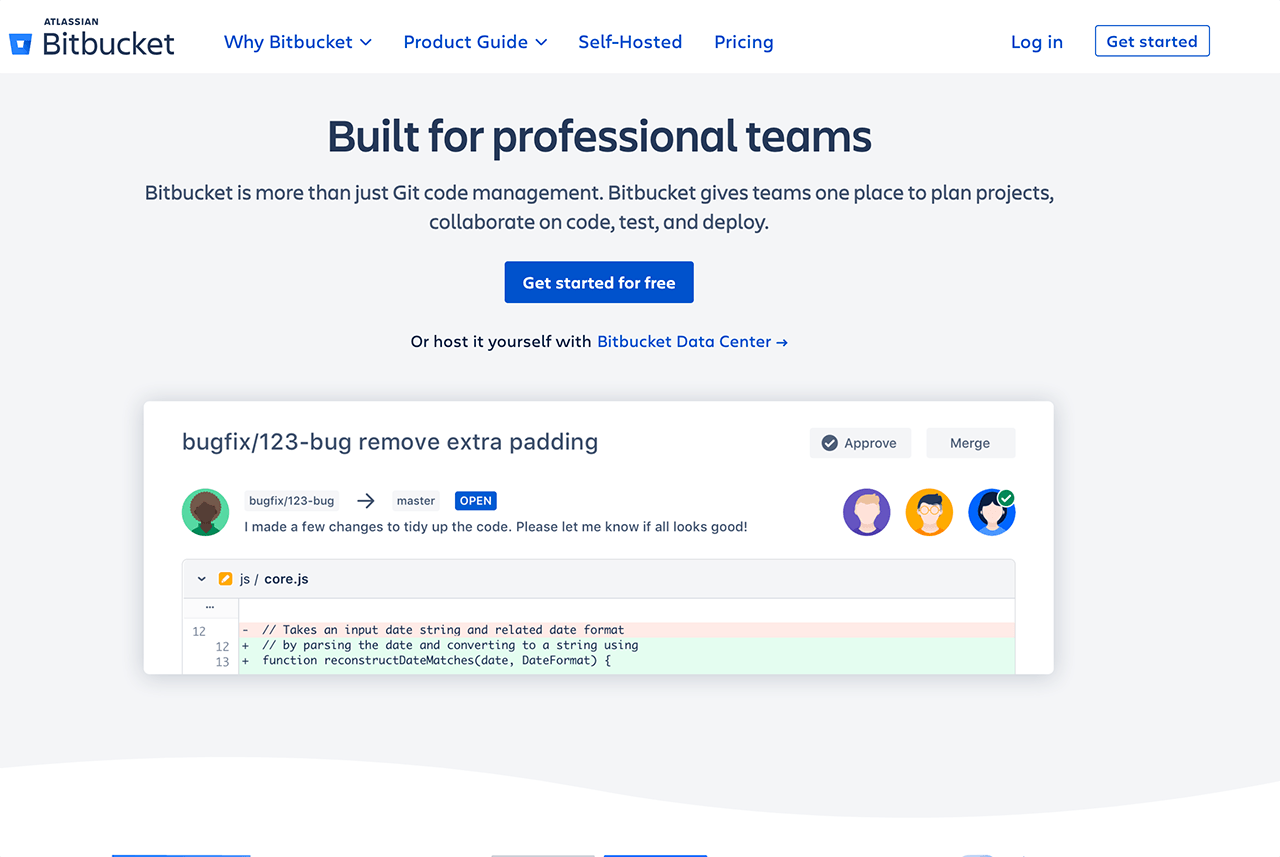 ATLASSIAN
Bitbucket
Why Bitbucket
Product Guide
Self-Hosted
Pricing
Log in
Get started
Built for professional teams
Bitbucket is more than just Git code management. Bitbucket gives teams one place to plan projects,
collaborate on code, test, and deploy.
Get started for free
Or host it yourself with Bitbucket Data Center →
bugfix/123-bug remove extra padding
Approve
Merge
bugfix/123-bug → master OPEN
I made a few changes to tidy up the code. Please let me know if all looks good!
js / core.js
...
12 - // Takes an input date string and related date format
12 + // by parsing the date and converting to a string using
13 + function reconstructDateMatches(date, DateFormat) {